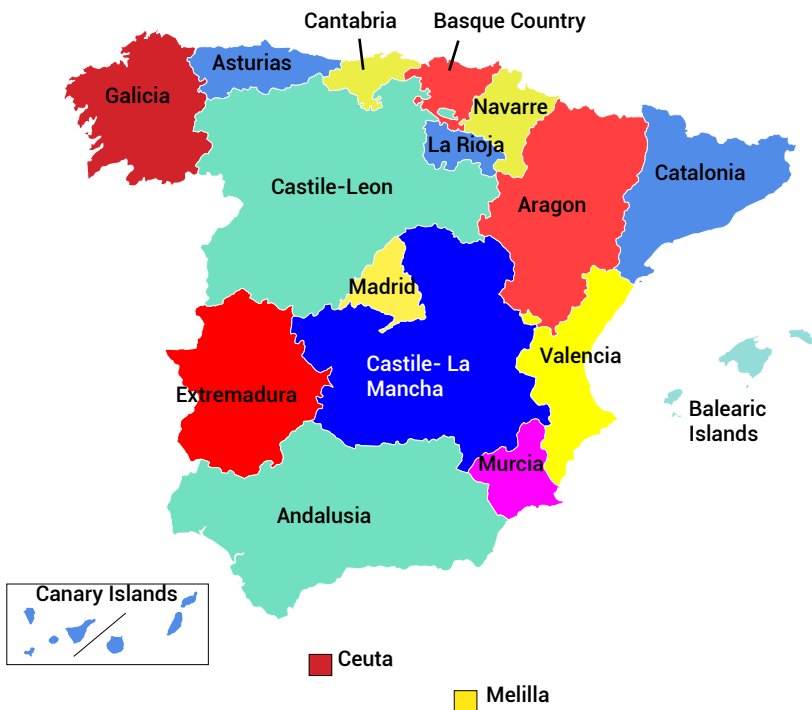 Cantabria
Basque Country
Asturias
Galicia
Navarre
La Rioja
Catalonia
Castile-Leon
Aragon
Madrid
Castile- La
Mancha
Valencia
Extremadura
Balearic
Islands
Murcia
Andalusia
Canary Islands
Ceuta
Melilla